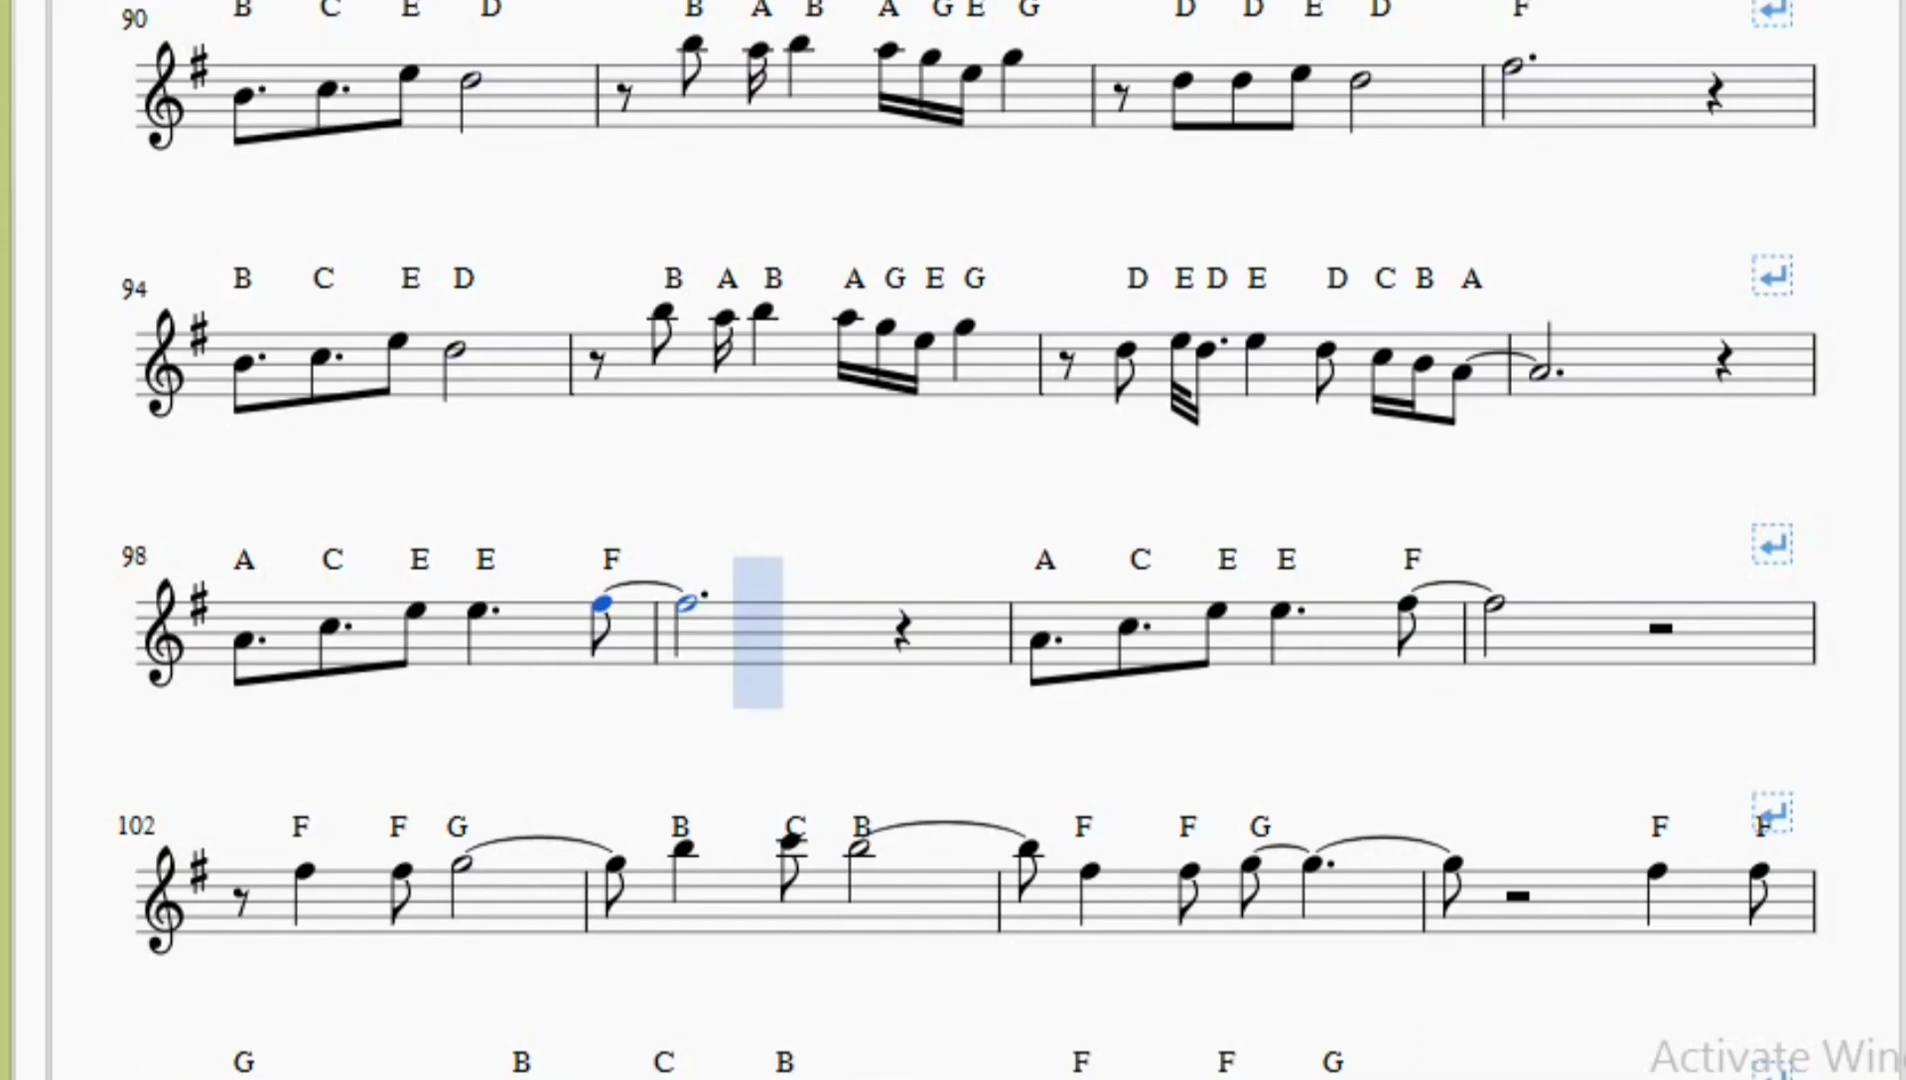 B C E D B A B A G E G D D E D F
90
B C E D B A B A G E G D E D E D C B A
94
A C E E F A C E E F
98
F F G B C B F F G F F
102
G B C B F F G
Activate Win